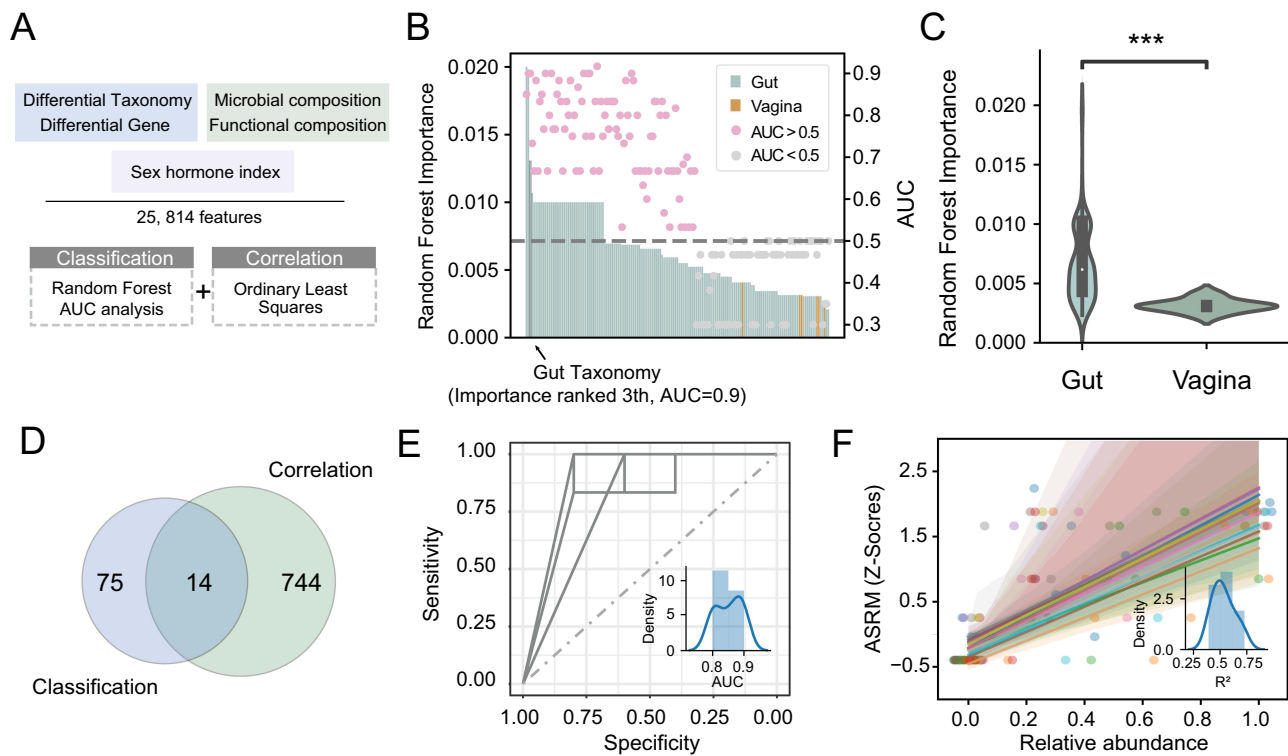 A
Differential Taxonomy
Differential Gene
Microbial composition
Functional composition
Sex hormone index
25, 814 features
Classification
Random Forest
AUC analysis
+
Correlation
Ordinary Least
Squares
B
Random Forest Importance
0.020
0.015
0.010
0.005
0.000
Gut
Vagina
AUC > 0.5
AUC < 0.5
0.9
0.8
0.7
0.6
0.5
0.4
0.3
AUC
Gut Taxonomy
(Importance ranked 3th, AUC=0.9)
C
***
Random Forest Importance
0.020
0.015
0.010
0.005
0.000
Gut
Vagina
D
Correlation
75
14
744
Classification
E
Sensitivity
1.00
0.75
0.50
0.25
0.00
1.00
0.75
0.50
0.25
0.00
Specificity
Density
10
5
0
0.8
0.9
AUC
F
ASRM (Z-Socres)
2.5
1.5
0.5
−0.5
0.0
0.2
0.4
0.6
0.8
1.0
Relative abundance
Density
2.5
0.0
0.25
0.5
0.75
R²